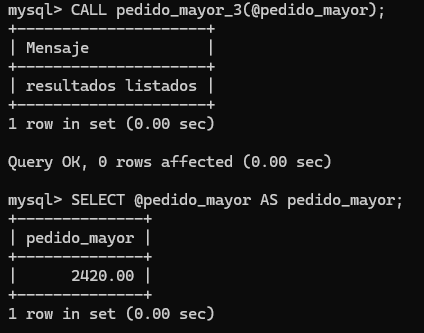 mysql> CALL pedido_mayor_3(@pedido_mayor);
+--------------------+
| Mensaje            |
+--------------------+
| resultados listados |
+--------------------+
1 row in set (0.00 sec)

Query OK, 0 rows affected (0.00 sec)

mysql> SELECT @pedido_mayor AS pedido_mayor;
+--------------+
| pedido_mayor |
+--------------+
|      2420.00 |
+--------------+
1 row in set (0.00 sec)